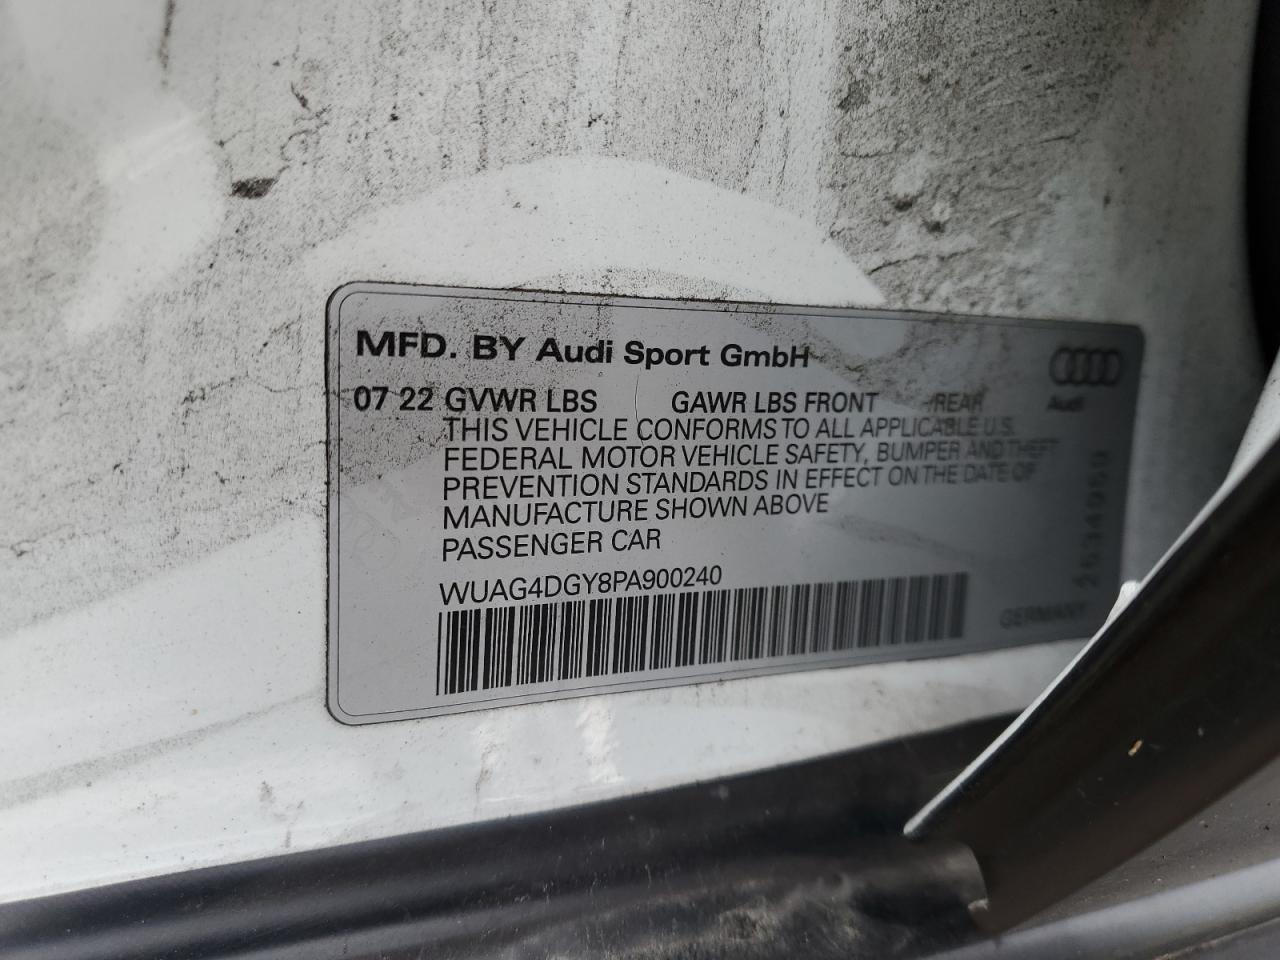 MFD. BY Audi Sport GmbH
07 22 GVWR LBS GAWR LBS FRONT /REAR
Audi
THIS VEHICLE CONFORMS TO ALL APPLICABLE U.S.
FEDERAL MOTOR VEHICLE SAFETY, BUMPER AND THEFT
PREVENTION STANDARDS IN EFFECT ON THE DATE OF
MANUFACTURE SHOWN ABOVE
PASSENGER CAR
WUAG4DGY8PA900240
GERMANY